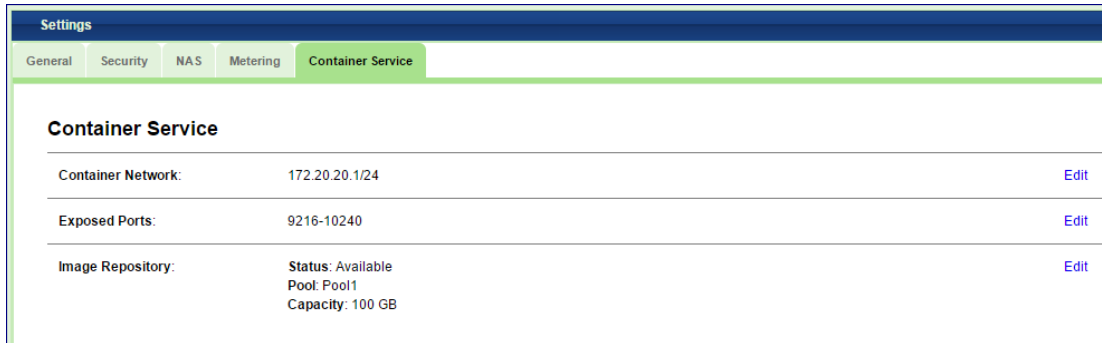 Settings
General Security NAS Metering Container Service
Container Service
Container Network: 172.20.20.1/24 Edit
Exposed Ports: 9216-10240 Edit
Image Repository: Status: Available Edit
Pool: Pool1
Capacity: 100 GB